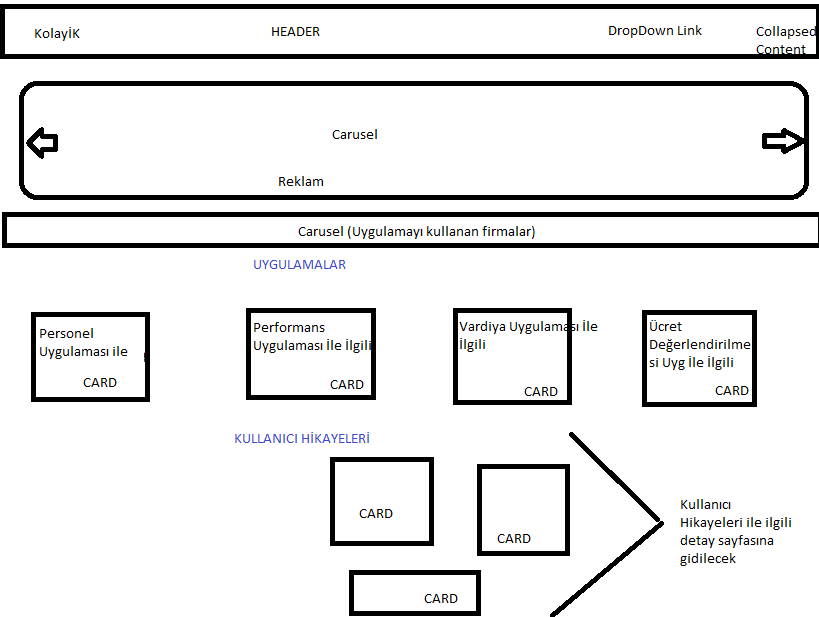 KolayİK
HEADER
DropDown Link
Collapsed
Content
Carusel
Reklam
Carusel (Uygulamayı kullanan firmalar)
UYGULAMALAR
Personel
Uygulaması ile
CARD
Performans
Uygulaması İle İlgili
CARD
Vardiya Uygulaması İle
İlgili
CARD
Ücret
Değerlendirilme
si Uyg İle İlgili
CARD
KULLANICI HİKAYELERİ
CARD
CARD
CARD
Kullanıcı
Hikayeleri ile ilgili
detay sayfasına
gidilecek